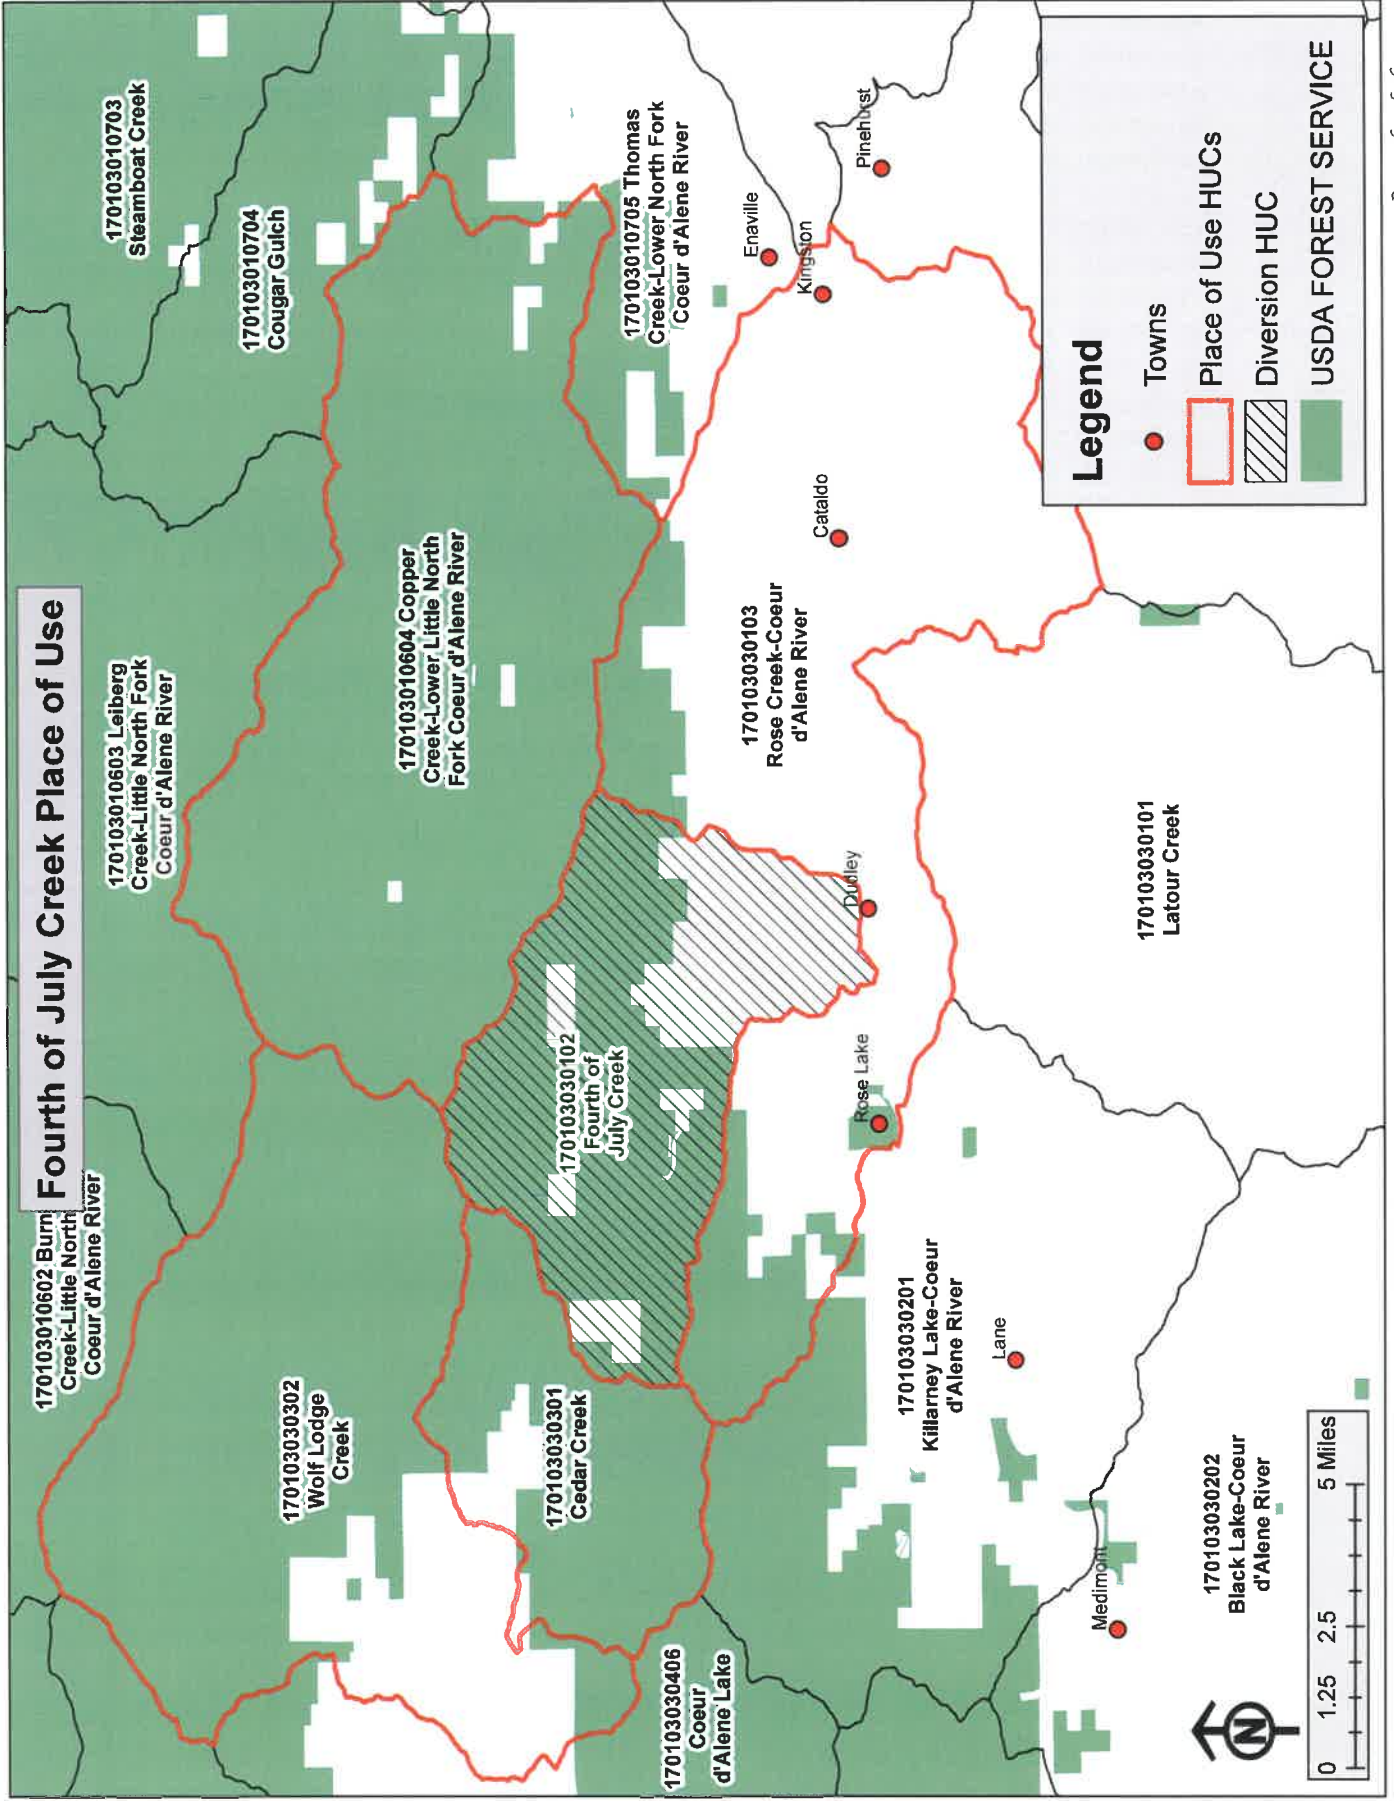 Fourth of July Creek Place of Use
170103010602 Burn
Creek-Little North
Coeur d'Alene River
170103010603 Leiberg
Creek-Little North Fork
Coeur d'Alene River
170103010703
Steamboat Creek
170103010704
Cougar Gulch
170103030302
Wolf Lodge
Creek
170103010604 Copper
Creek-Lower Little North
Fork Coeur d'Alene River
170103010705 Thomas
Creek-Lower North Fork
Coeur d'Alene River
170103030301
Cedar Creek
170103030102
Fourth of
July Creek
170103030406
Coeur
d'Alene Lake
170103030103
Rose Creek-Coeur
d'Alene River
Enaville
Kingston
Pinehurst
Cataldo
Dudley
Rose Lake
170103030201
Killarney Lake-Coeur
d'Alene River
Lane
Medimont
170103030101
Latour Creek
170103030202
Black Lake-Coeur
d'Alene River
N
0 1.25 2.5 5 Miles
Legend
Towns
Place of Use HUCs
Diversion HUC
USDA FOREST SERVICE